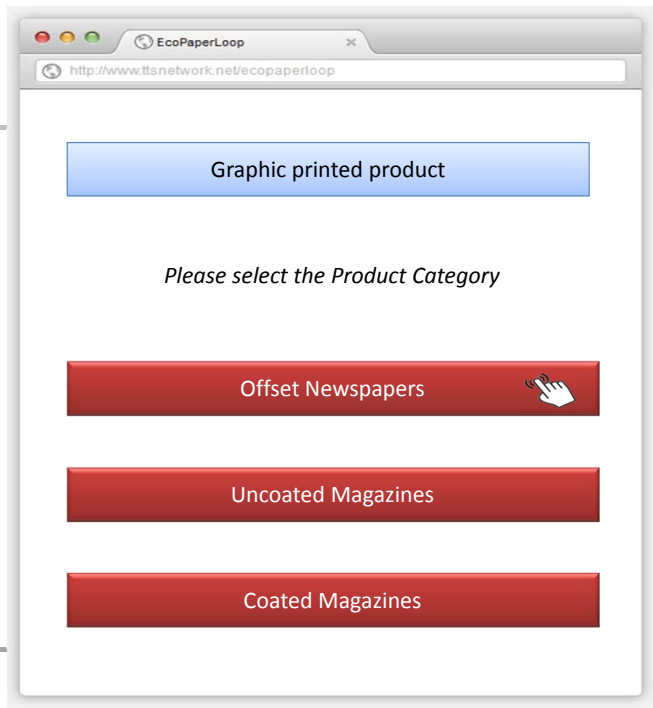 EcoPaperLoop
http://www.ttsnetwork.net/ecopaperloop
Graphic printed product
Please select the Product Category
Offset Newspapers
Uncoated Magazines
Coated Magazines